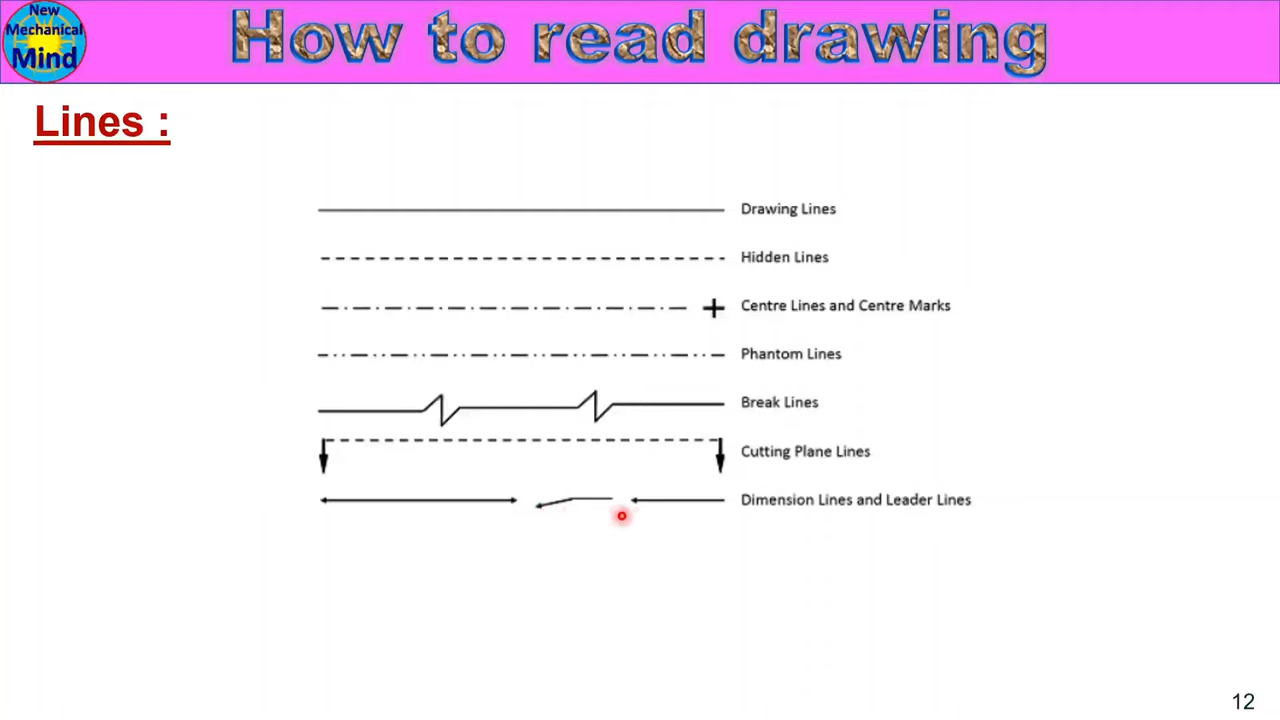 New
Mechanical
Mind
How to read drawing
Lines :
Drawing Lines
Hidden Lines
Centre Lines and Centre Marks
Phantom Lines
Break Lines
Cutting Plane Lines
Dimension Lines and Leader Lines
12